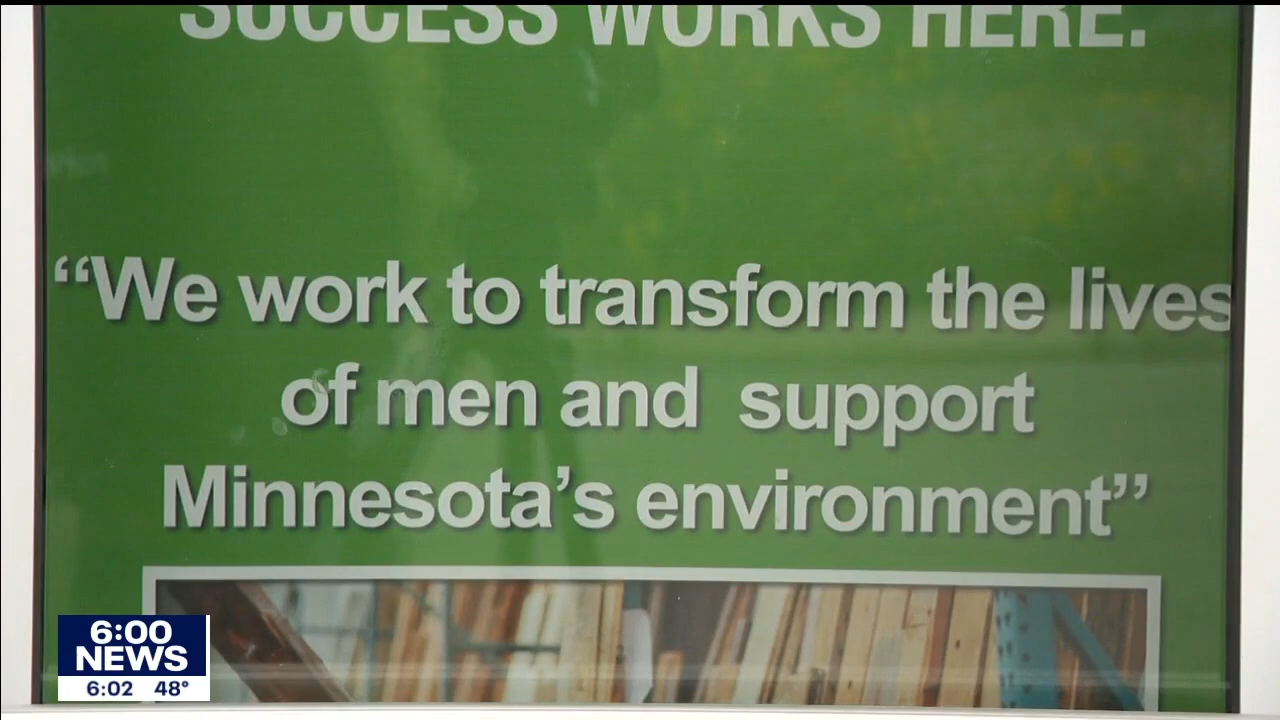 SUCCESS WORKS HERE.
“We work to transform the lives
of men and support
Minnesota’s environment”
6:00
NEWS
6:02 48°